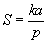 S = ka/p